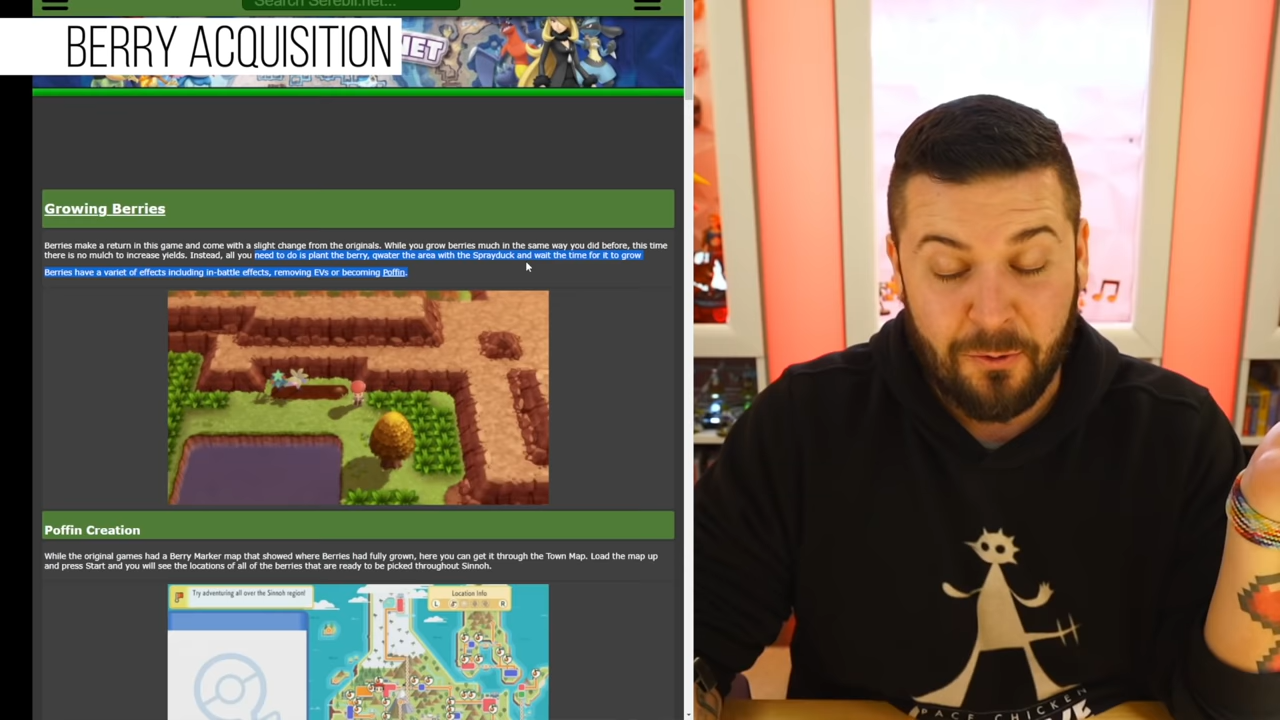 Search Serebii.net...
BERRY ACQUISITION
NET
Growing Berries
Berries make a return in this game and come with a slight change from the originals. While you grow berries much in the same way you did before, this time
there is no mulch to increase yields. Instead, all you need to do is plant the berry, qwater the area with the Sprayduck and wait the time for it to grow
Berries have a variet of effects including in-battle effects, removing EVs or becoming Poffin.
Poffin Creation
While the original games had a Berry Marker map that showed where Berries had fully grown, here you can get it through the Town Map. Load the map up
and press Start and you will see the locations of all of the berries that are ready to be picked throughout Sinnoh.
Try adventuring all over the Sinnoh region!
Location Info
L
R
PACE CHICKEN